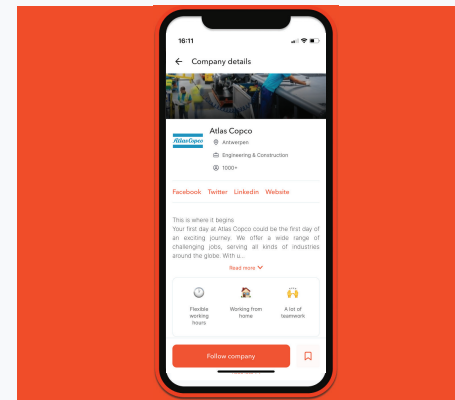 16:11
Company details
Atlas Copco
Atlas Copco
Antwerpen
Engineering & Construction
1000+
Facebook Twitter Linkedin Website
This is where it begins
Your first day at Atlas Copco could be the first day of
an exciting journey. We offer a wide range of
challenging jobs, serving all kinds of industries
around the globe. With u...
Read more
Flexible
working
hours
Working from
home
A lot of
teamwork
Follow company